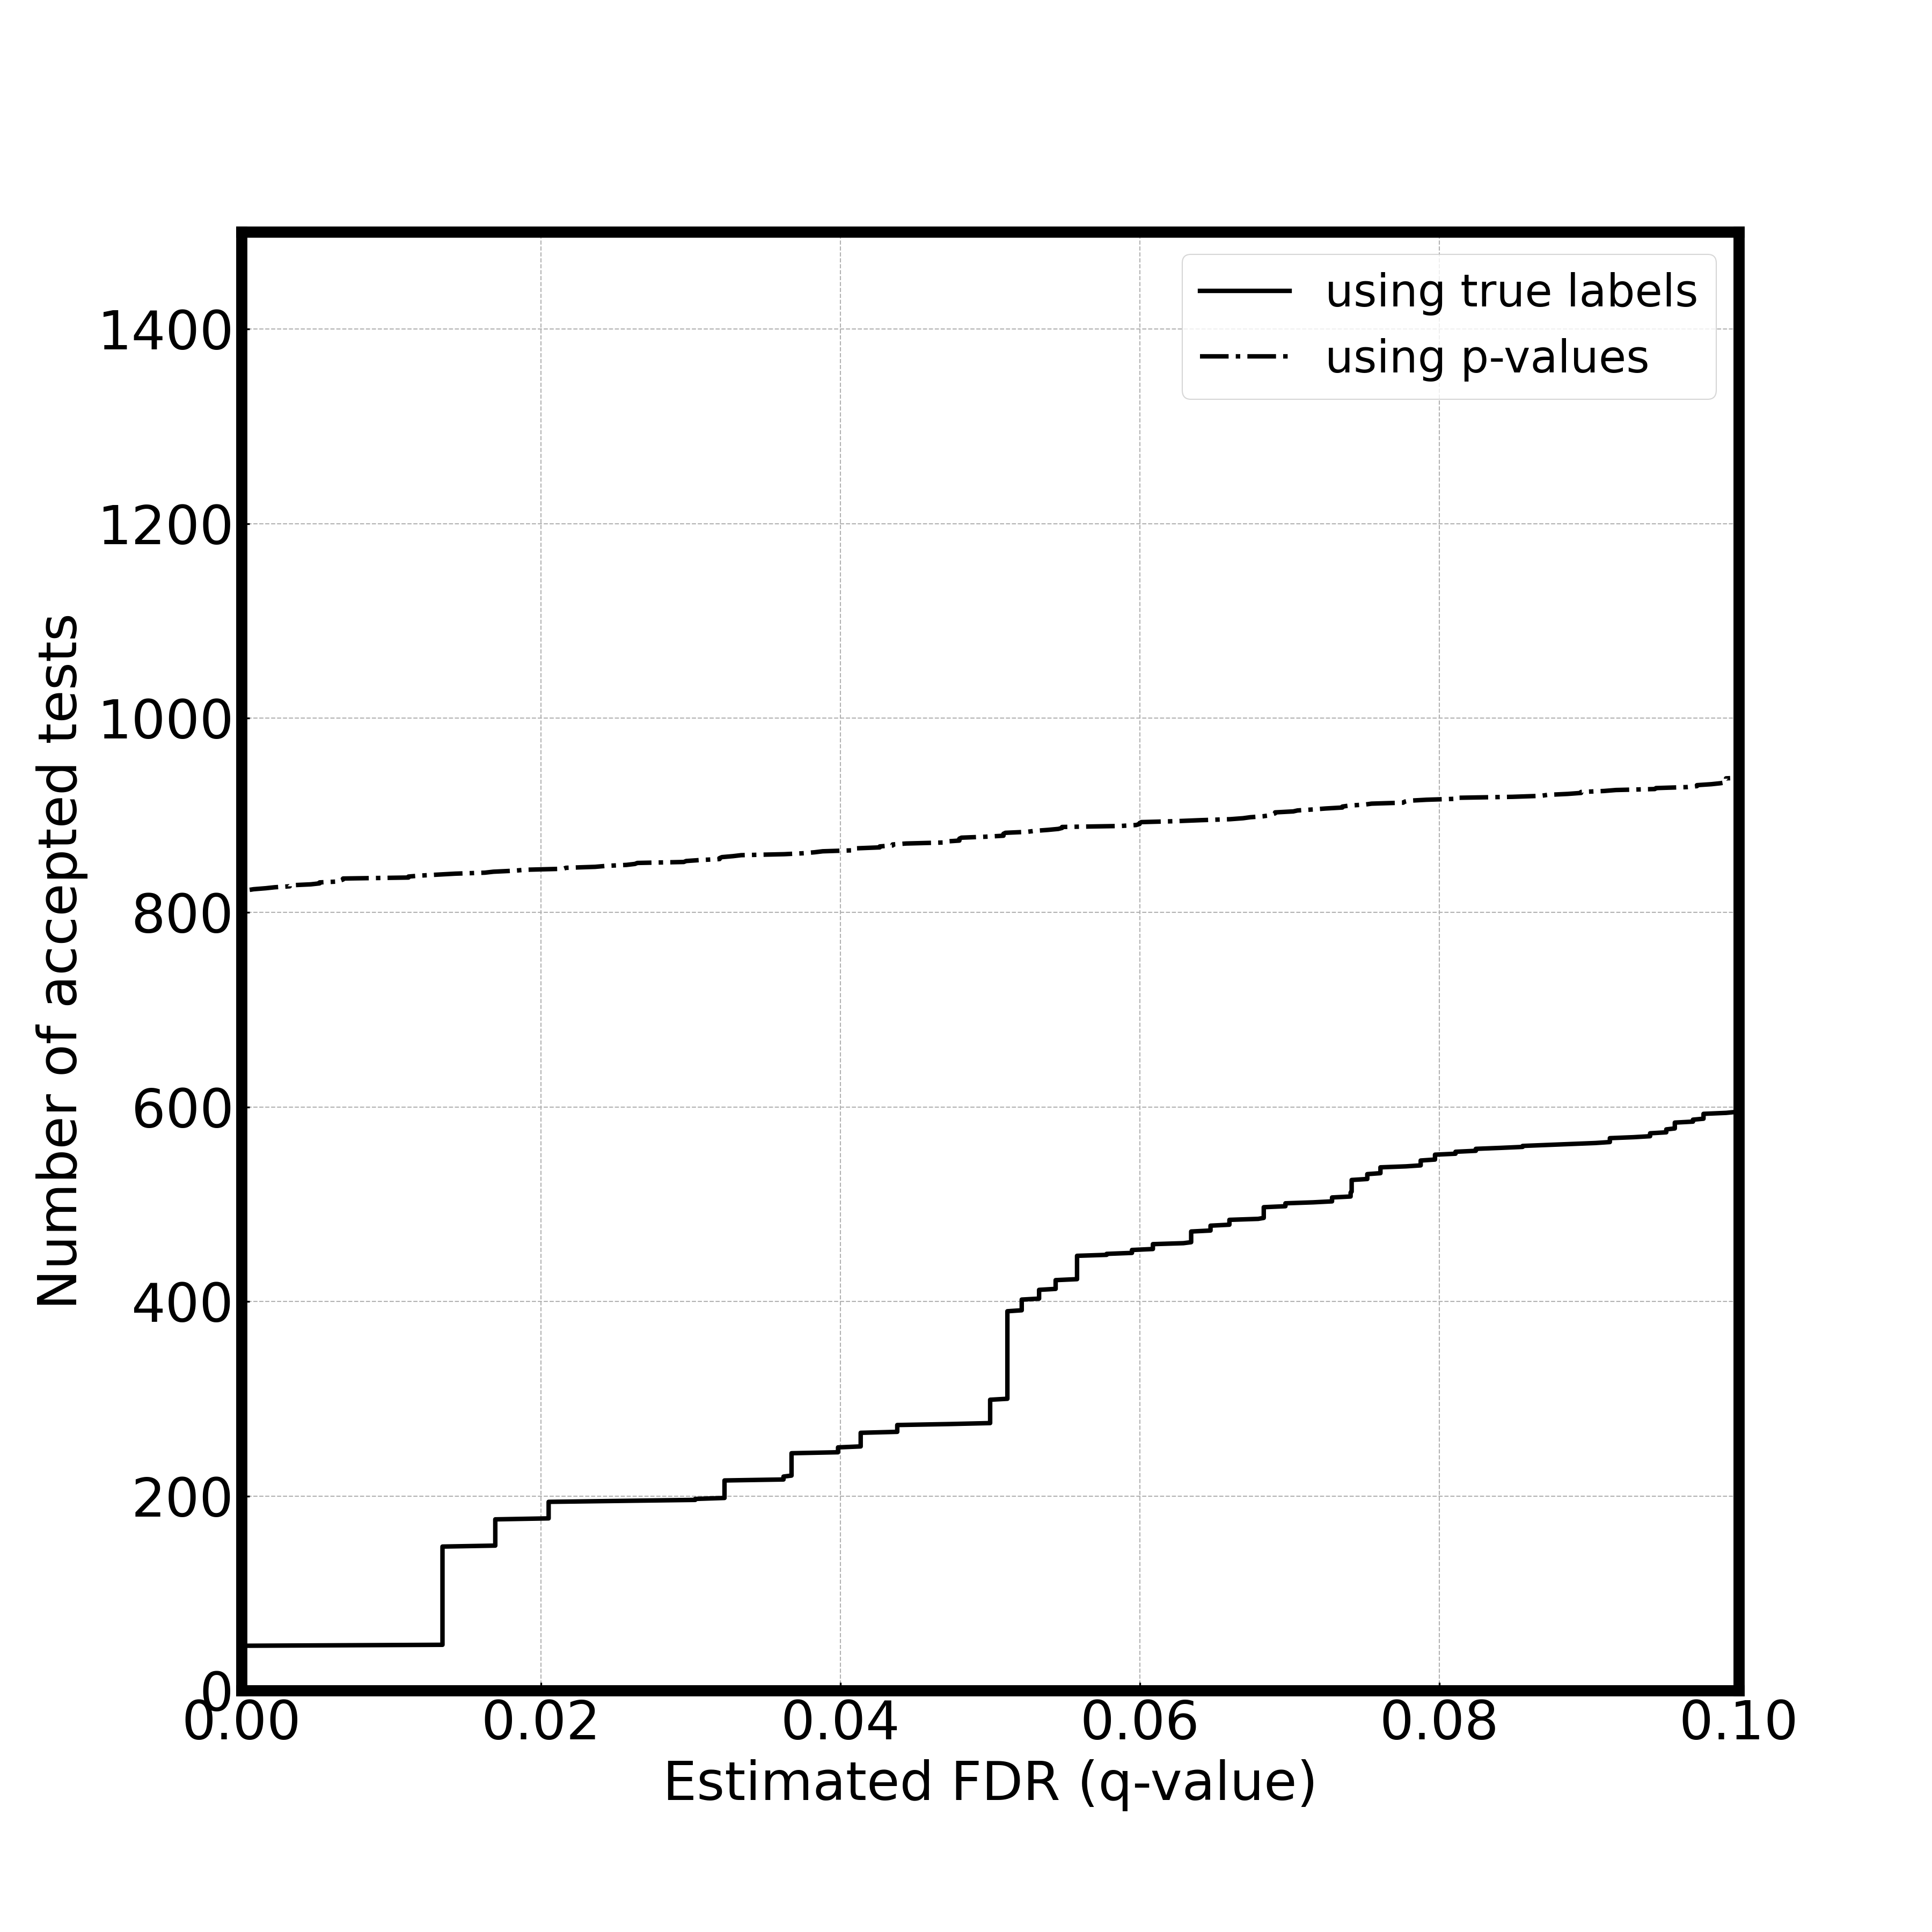 using true labels
using p-values
1400
1200
1000
800
600
400
200
0
Number of accepted tests
0.00 0.02 0.04 0.06 0.08 0.10
Estimated FDR (q-value)